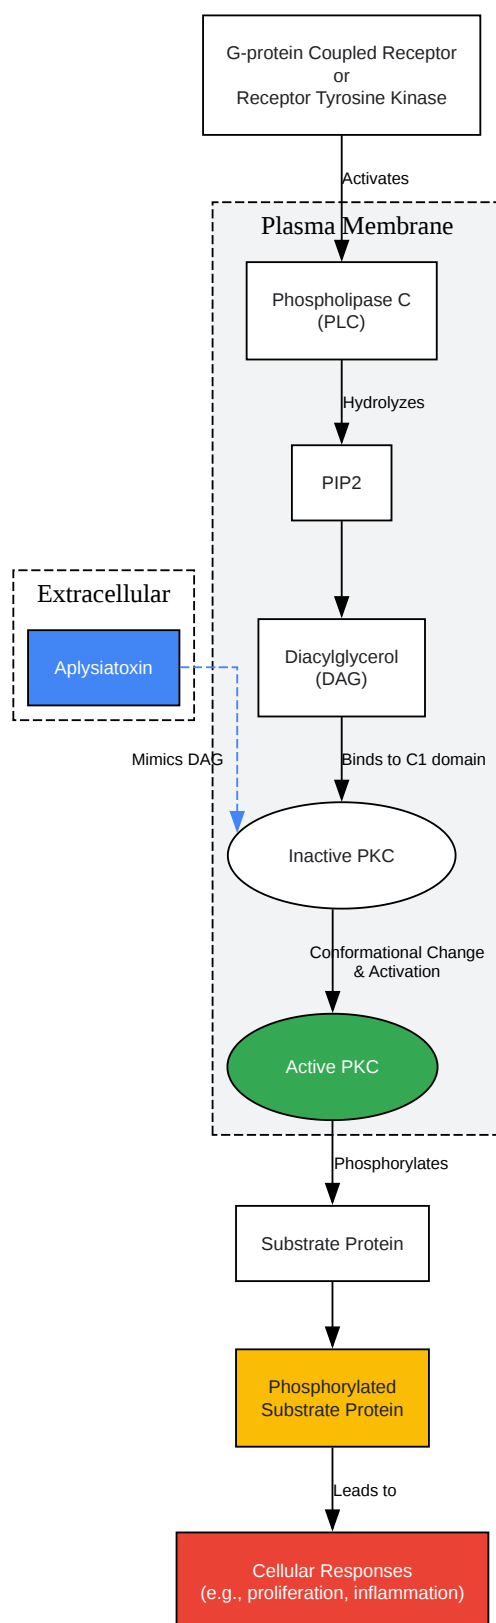 G-protein Coupled Receptor
or
Receptor Tyrosine Kinase
Activates
Plasma Membrane
Phospholipase C
(PLC)
Hydrolyzes
PIP2
Extracellular
Aplysiatoxin
Diacylglycerol
(DAG)
Mimics DAG
Binds to C1 domain
Inactive PKC
Conformational Change
& Activation
Active PKC
Phosphorylates
Substrate Protein
Phosphorylated
Substrate Protein
Leads to
Cellular Responses
(e.g., proliferation, inflammation)